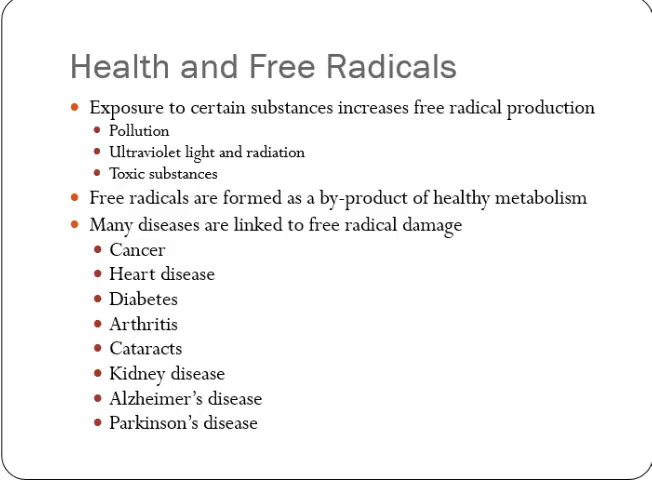 Health and Free Radicals
• Exposure to certain substances increases free radical production
• Pollution
• Ultraviolet light and radiation
• Toxic substances
• Free radicals are formed as a by-product of healthy metabolism
• Many diseases are linked to free radical damage
• Cancer
• Heart disease
• Diabetes
• Arthritis
• Cataracts
• Kidney disease
• Alzheimer’s disease
• Parkinson’s disease